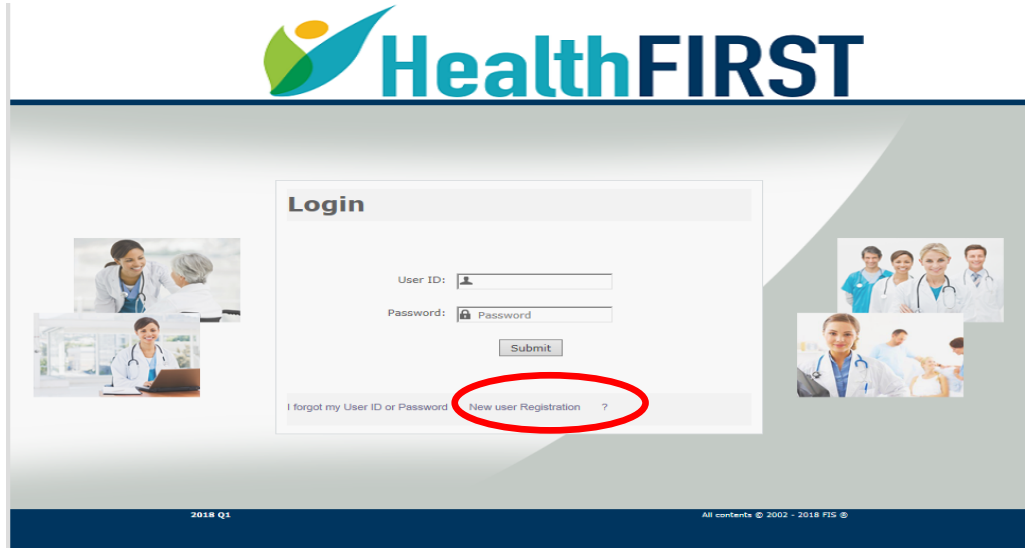 HealthFIRST
Login
User ID:
Password: Password
Submit
I forgot my User ID or Password New user Registration ?
2018 Q1 All contents © 2002 - 2018 FIS ®